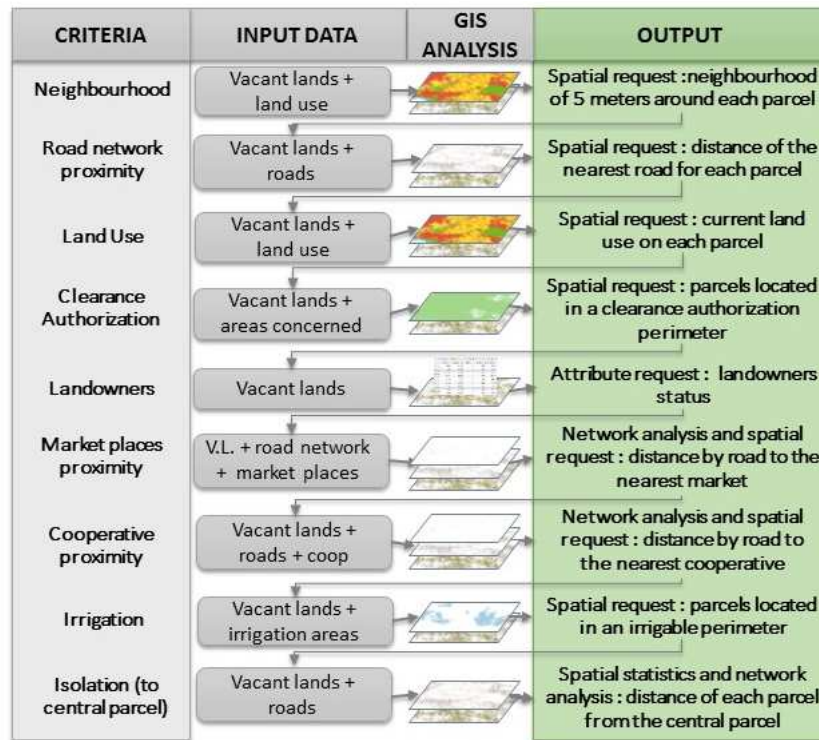 CRITERIA
INPUT DATA
GIS
ANALYSIS
OUTPUT
Neighbourhood
Vacant lands +
land use
Spatial request : neighbourhood
of 5 meters around each parcel
Road network
proximity
Vacant lands +
roads
Spatial request : distance of the
nearest road for each parcel
Land Use
Vacant lands +
land use
Spatial request : current land
use on each parcel
Clearance
Authorization
Vacant lands +
areas concerned
Spatial request : parcels located
in a clearance authorization
perimeter
Landowners
Vacant lands
Attribute request : landowners
status
Market places
proximity
V.L. + road network
+ market places
Network analysis and spatial
request : distance by road to the
nearest market
Cooperative
proximity
Vacant lands +
roads + coop
Network analysis and spatial
request : distance by road to
the nearest cooperative
Irrigation
Vacant lands +
irrigation areas
Spatial request : parcels located
in an irrigable perimeter
Isolation (to
central parcel)
Vacant lands +
roads
Spatial statistics and network
analysis : distance of each parcel
from the central parcel